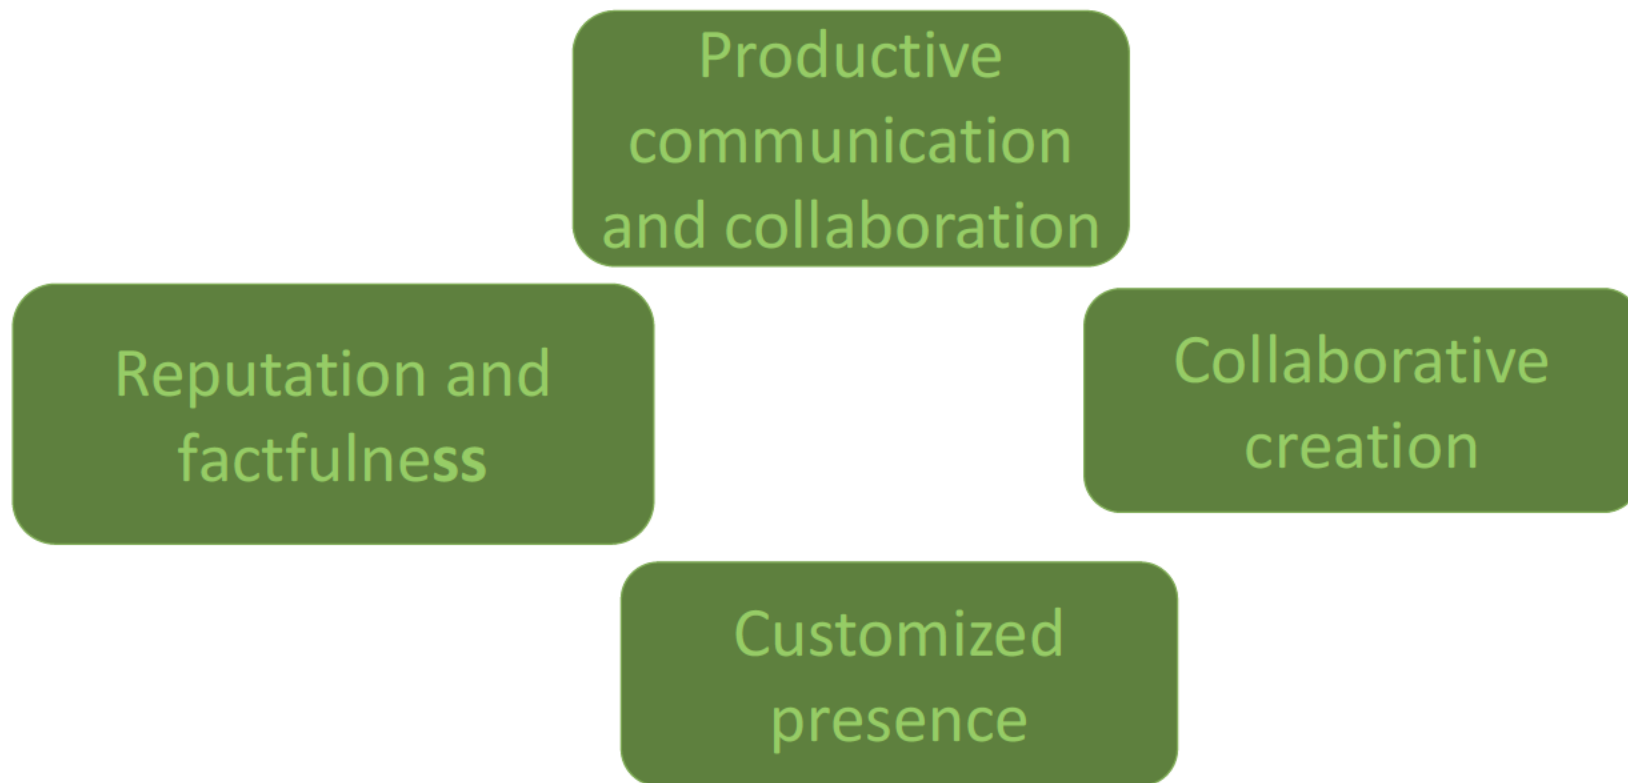 Productive
communication
and collaboration
Reputation and
factfulness
Collaborative
creation
Customized
presence